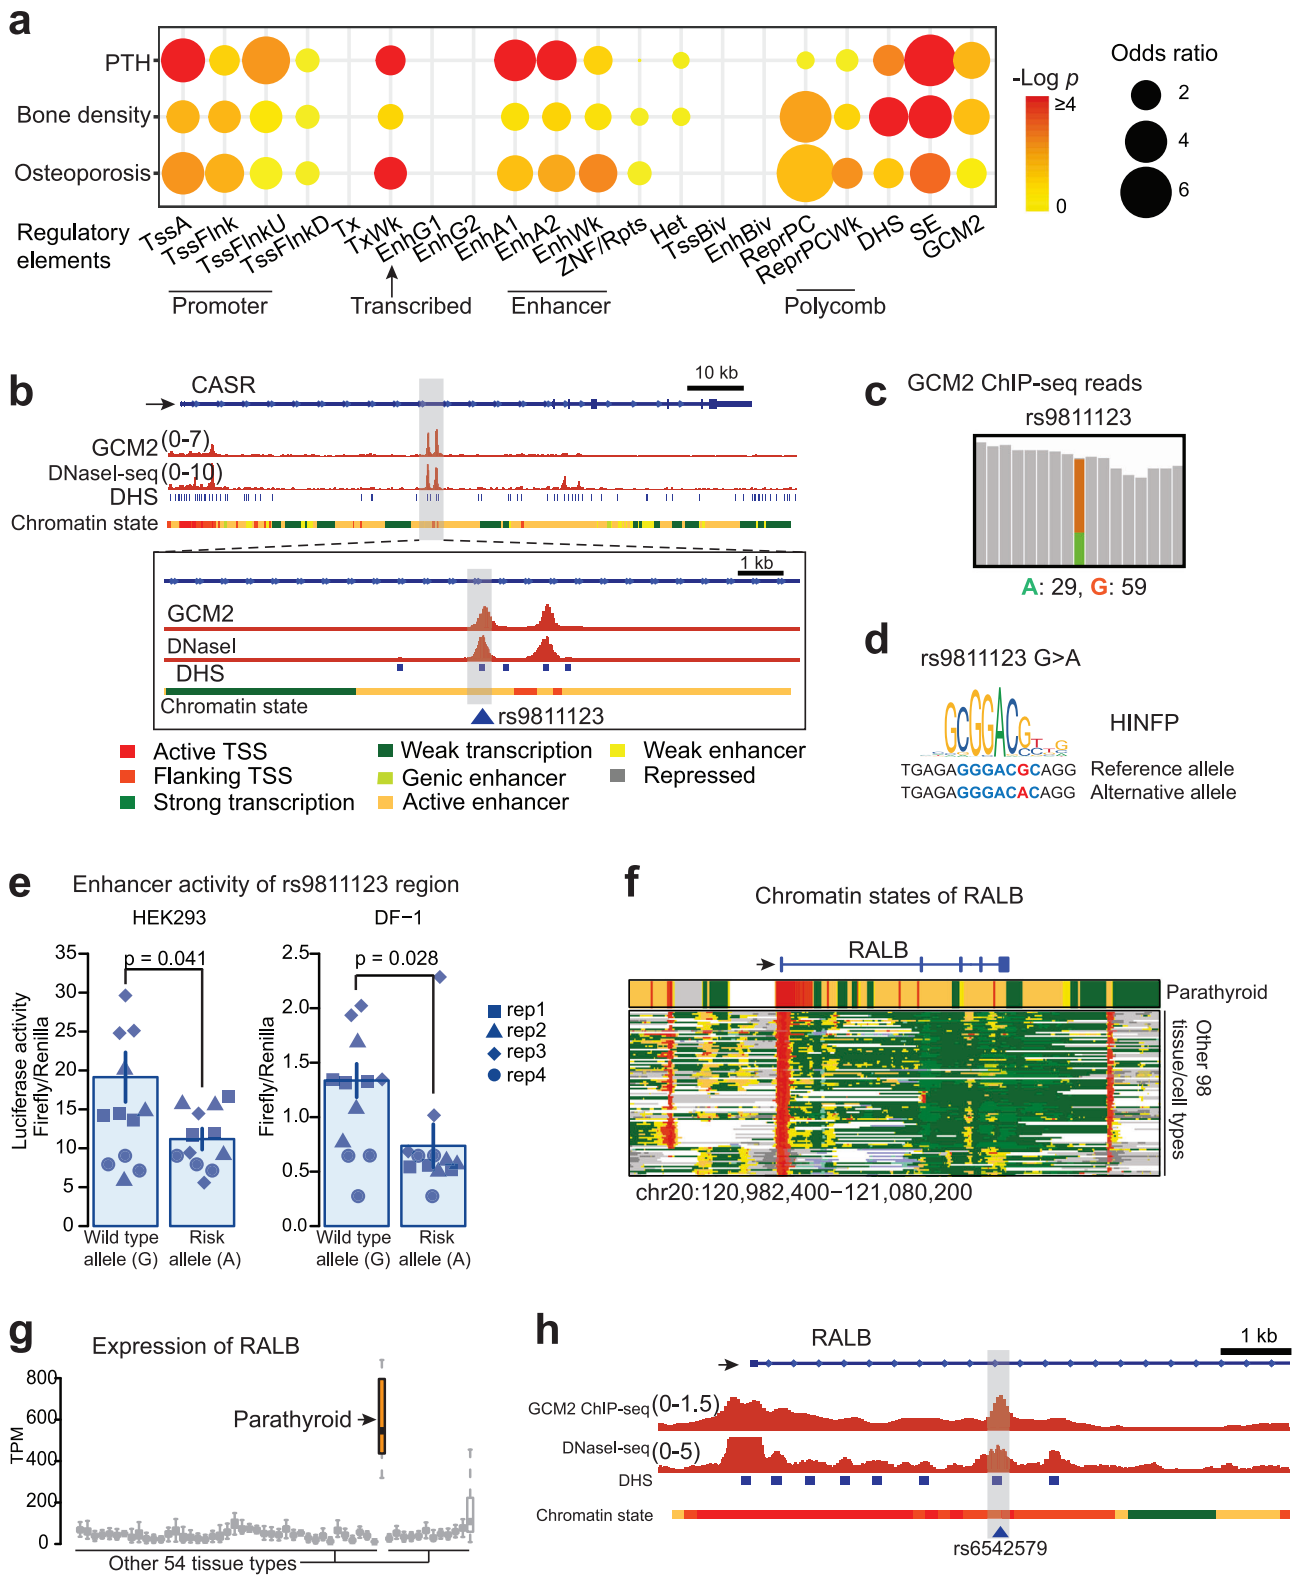 a
PTH
Bone density
Osteoporosis
Regulatory
elements
TssA
TssFlnk
TssFlnkU
TssFlnkD
Tx
TxWk
EnhG1
EnhG2
EnhA1
EnhA2
EnhWk
ZNF/Rpts
Het
TssBiv
EnhBiv
ReprPC
ReprPCWk
DHS
SE
GCM2
Promoter
Transcribed
Enhancer
Polycomb
-Log p
≥4
0
Odds ratio
2
4
6
b
CASR
10 kb
GCM2 (0-7)
DNaseI-seq (0-10)
DHS
Chromatin state
1 kb
GCM2
DNaseI
DHS
Chromatin state
rs9811123
Active TSS
Flanking TSS
Strong transcription
Weak transcription
Genic enhancer
Active enhancer
Weak enhancer
Repressed
c
GCM2 ChIP-seq reads
rs9811123
A: 29, G: 59
d
rs9811123 G>A
GCGGACG
HINFP
TGAGAGGGACGCAGG Reference allele
TGAGAGGGACACAGG Alternative allele
e
Enhancer activity of rs9811123 region
HEK293
p = 0.041
Luciferase activity
Firefly/Renilla
35
30
25
20
15
10
5
0
Wild type
allele (G)
Risk
allele (A)
DF−1
p = 0.028
Firefly/Renilla
2.5
2.0
1.5
1.0
0.5
0.0
Wild type
allele (G)
Risk
allele (A)
rep1
rep2
rep3
rep4
f
Chromatin states of RALB
RALB
Parathyroid
Other 98
tissue/cell types
chr20:120,982,400−121,080,200
g
Expression of RALB
TPM
800
600
400
200
0
Parathyroid
Other 54 tissue types
h
RALB
1 kb
GCM2 ChIP-seq (0-1.5)
DNaseI-seq (0-5)
DHS
Chromatin state
rs6542579